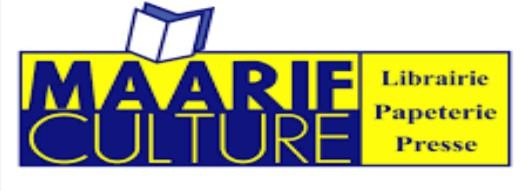 MAARIF
CULTURE
Librairie
Papeterie
Presse